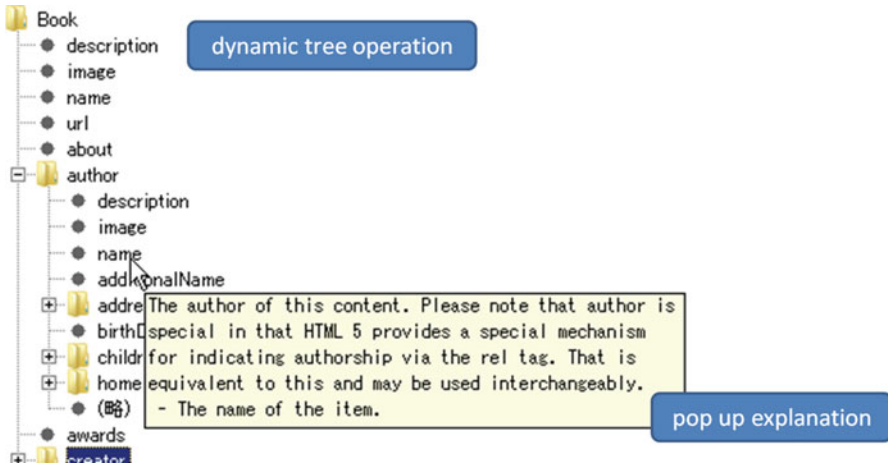 Book
description
dynamic tree operation
image
name
url
about
author
description
image
name
addi onalName
addre
The author of this content. Please note that author is
birthD
special in that HTML 5 provides a special mechanism
childr
for indicating authorship via the rel tag. That is
home
equivalent to this and may be used interchangeably.
(略)
- The name of the item.
pop up explanation
awards
creator